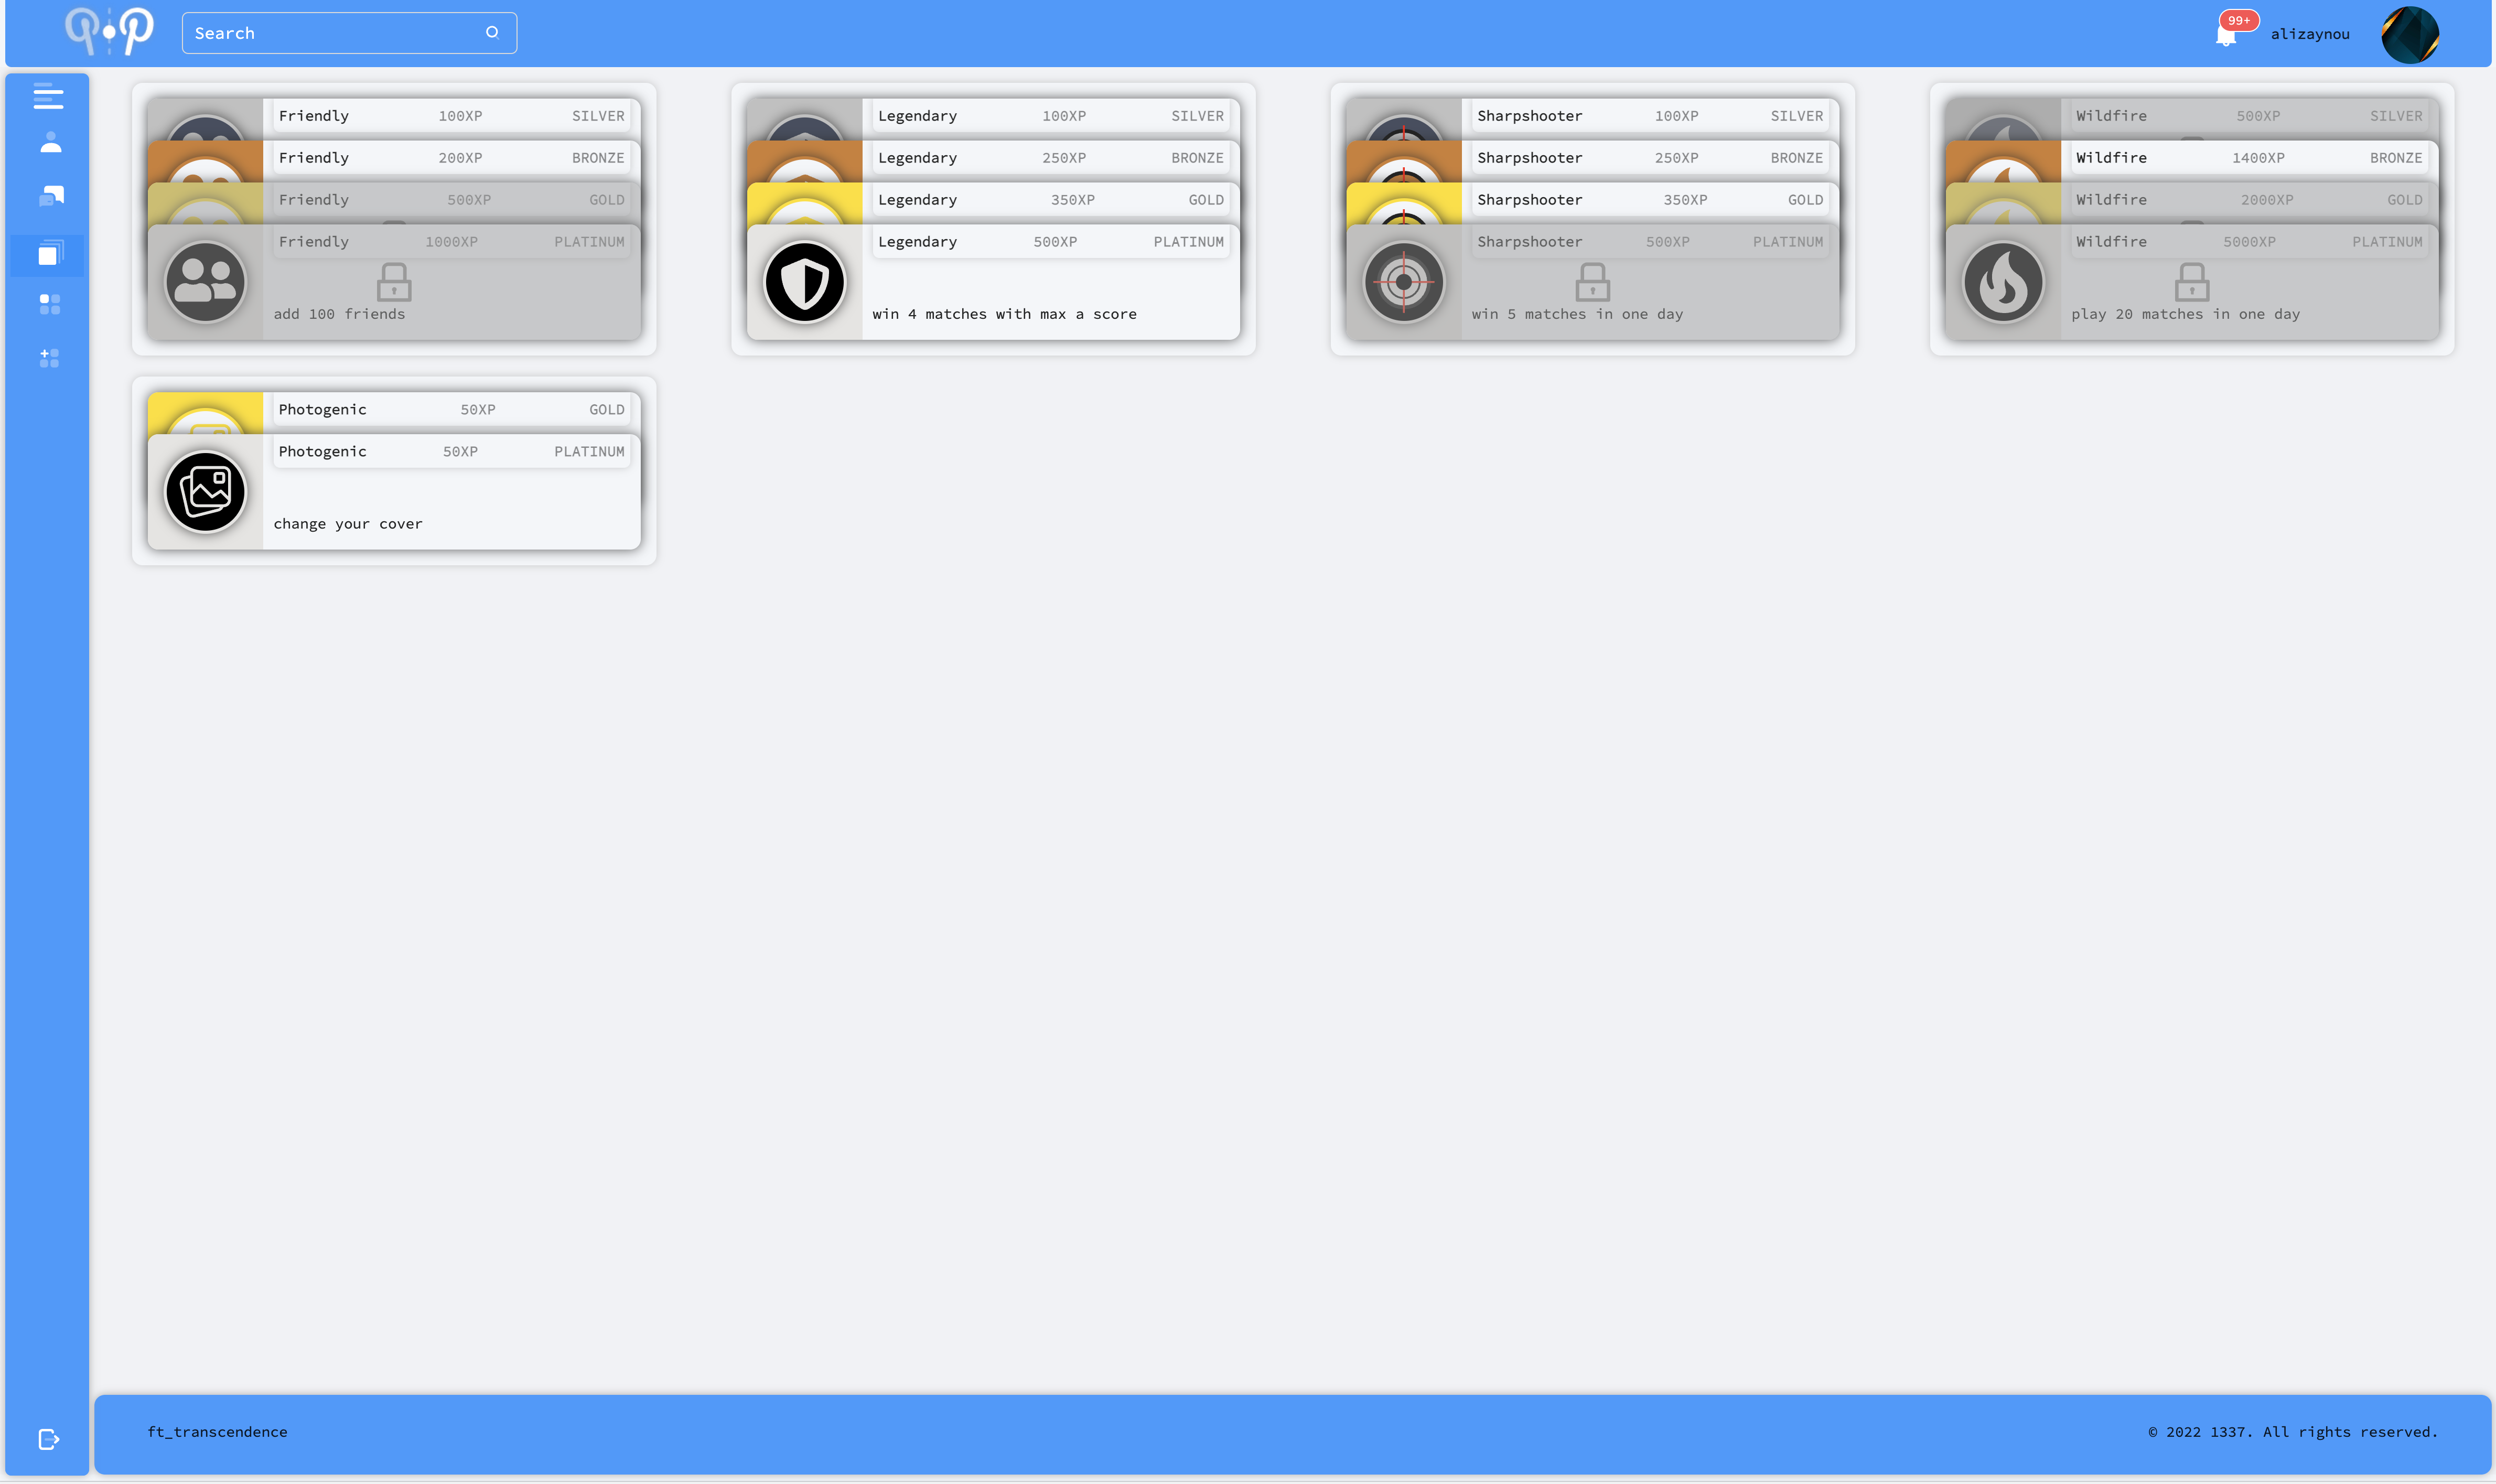 Search
99+
alizaynou
Friendly 100XP SILVER
Friendly 200XP BRONZE
Friendly 500XP GOLD
Friendly 1000XP PLATINUM
add 100 friends
Legendary 100XP SILVER
Legendary 250XP BRONZE
Legendary 350XP GOLD
Legendary 500XP PLATINUM
win 4 matches with max a score
Sharpshooter 100XP SILVER
Sharpshooter 250XP BRONZE
Sharpshooter 350XP GOLD
Sharpshooter 500XP PLATINUM
win 5 matches in one day
Wildfire 500XP SILVER
Wildfire 1400XP BRONZE
Wildfire 2000XP GOLD
Wildfire 5000XP PLATINUM
play 20 matches in one day
Photogenic 50XP GOLD
Photogenic 50XP PLATINUM
change your cover
ft_transcendence
© 2022 1337. All rights reserved.